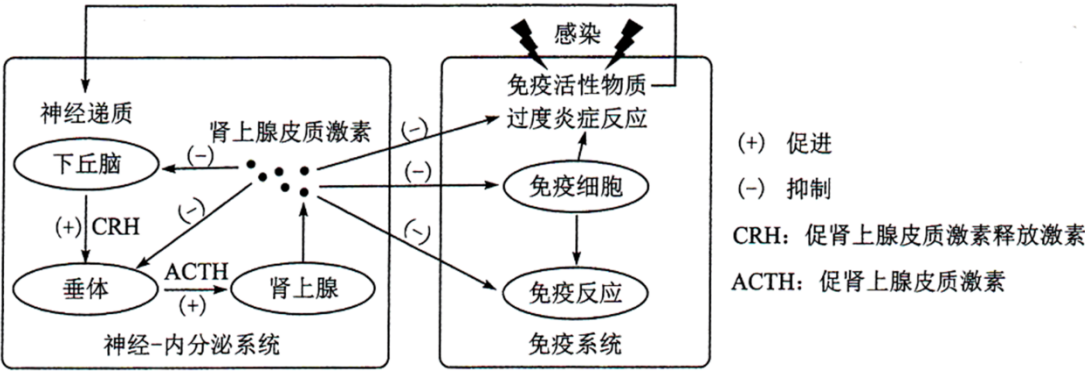 感染
免疫活性物质
过度炎症反应
神经递质
肾上腺皮质激素
(−)
下丘脑
(−)
(−)
免疫细胞
(+) 促进
(−) 抑制
(+) CRH
(−)
(−)
CRH：促肾上腺皮质激素释放激素
垂体
ACTH
(+)
肾上腺
免疫反应
ACTH：促肾上腺皮质激素
神经-内分泌系统
免疫系统